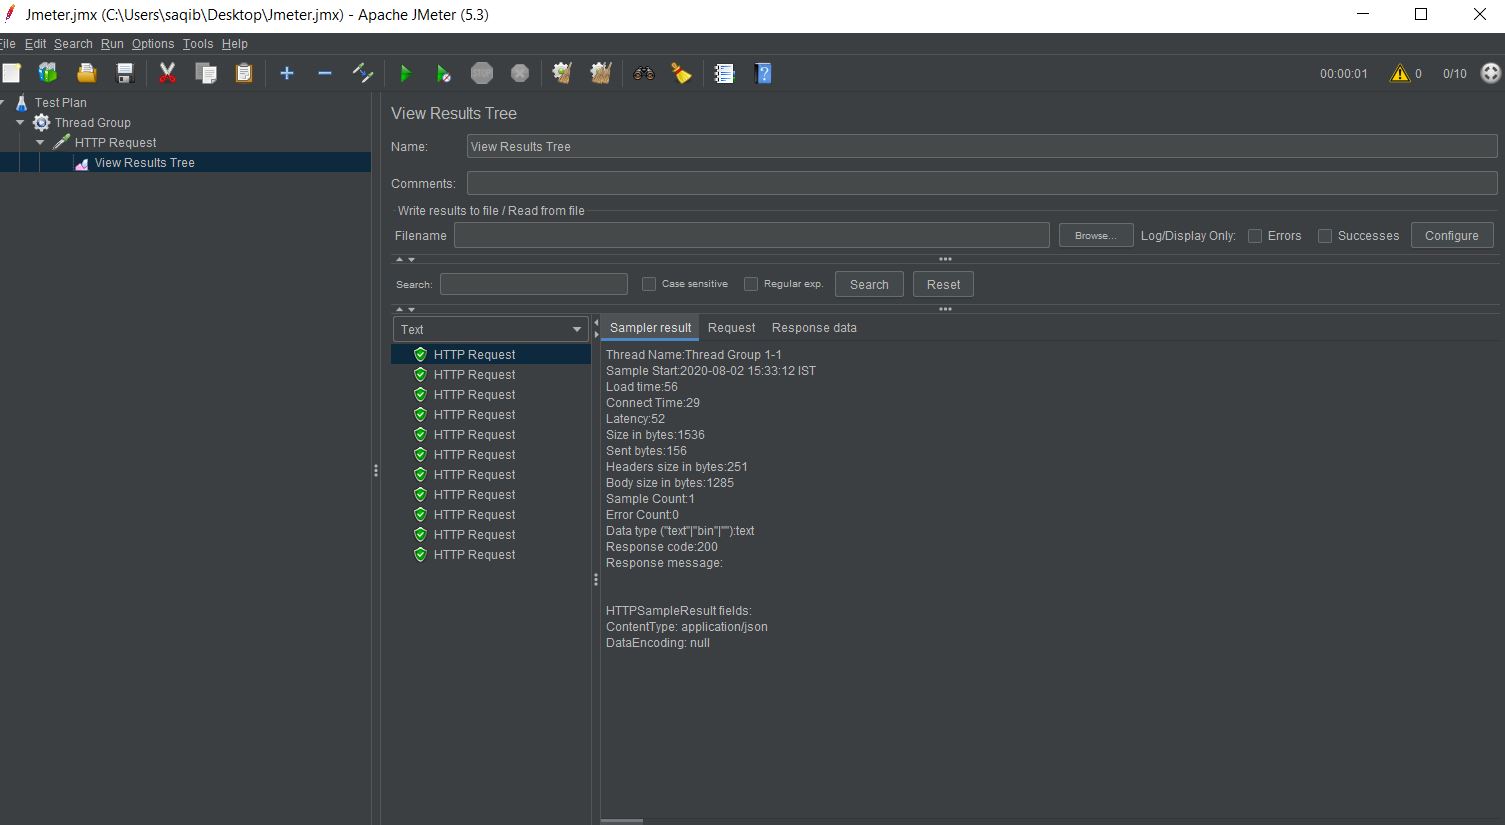 Jmeter.jmx (C:\Users\saqib\Desktop\Jmeter.jmx) - Apache JMeter (5.3)
File Edit Search Run Options Tools Help
STOP
00:00:01 0 0/10
Test Plan
Thread Group
HTTP Request
View Results Tree
View Results Tree
Name: View Results Tree
Comments:
Write results to file / Read from file
Filename Browse... Log/Display Only: Errors Successes Configure
Search: Case sensitive Regular exp. Search Reset
Text
HTTP Request
HTTP Request
HTTP Request
HTTP Request
HTTP Request
HTTP Request
HTTP Request
HTTP Request
HTTP Request
HTTP Request
HTTP Request
Sampler result Request Response data
Thread Name:Thread Group 1-1
Sample Start:2020-08-02 15:33:12 IST
Load time:56
Connect Time:29
Latency:52
Size in bytes:1536
Sent bytes:156
Headers size in bytes:251
Body size in bytes:1285
Sample Count:1
Error Count:0
Data type ("text"|"bin"|""):text
Response code:200
Response message:
HTTPSampleResult fields:
ContentType: application/json
DataEncoding: null